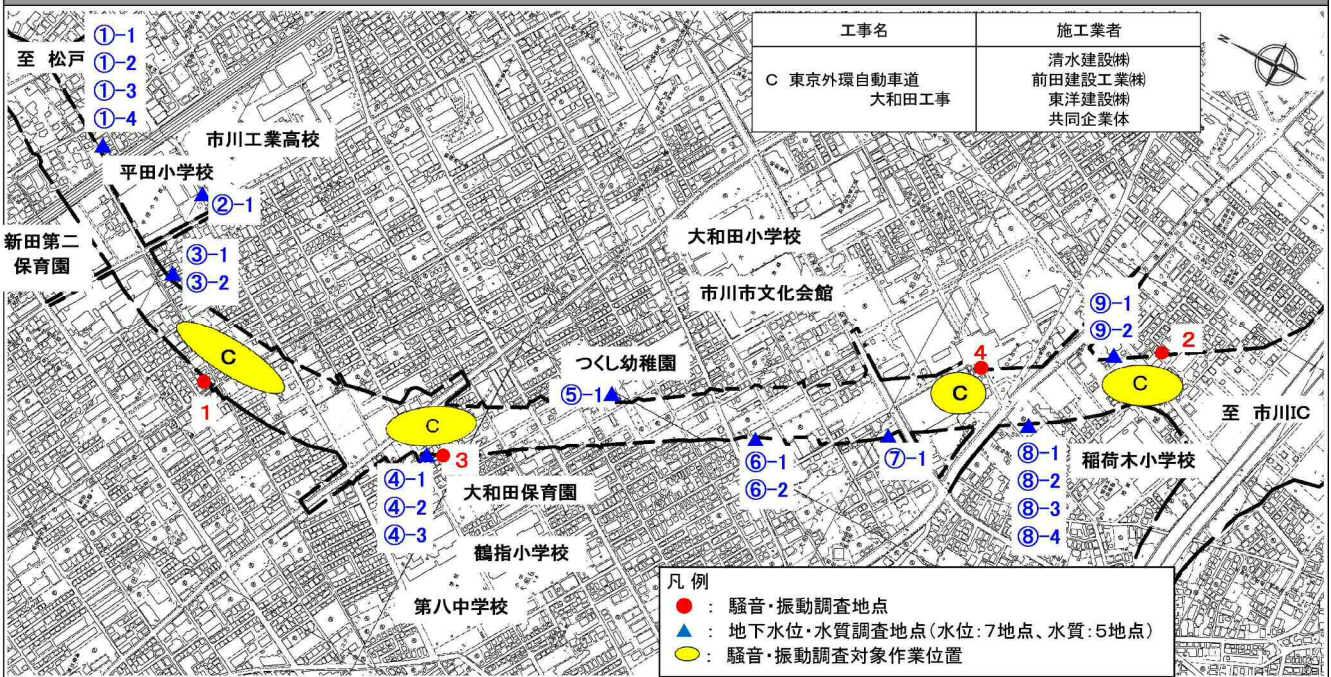 工事名
施工業者
C 東京外環自動車道
大和田工事
清水建設㈱
前田建設工業㈱
東洋建設㈱
共同企業体
N
至 松戸
①-1
①-2
①-3
①-4
市川工業高校
平田小学校
②-1
新田第二
保育園
③-1
③-2
C
1
大和田小学校
市川市文化会館
つくし幼稚園
⑤-1
C
3
④-1
④-2
④-3
大和田保育園
鶴指小学校
第八中学校
⑥-1
⑥-2
⑦-1
4
C
⑨-1
⑨-2
2
C
至 市川IC
⑧-1
⑧-2
⑧-3
⑧-4
稲荷木小学校
凡 例
● : 騒音・振動調査地点
▲ : 地下水位・水質調査地点(水位:7地点、水質:5地点)
: 騒音・振動調査対象作業位置